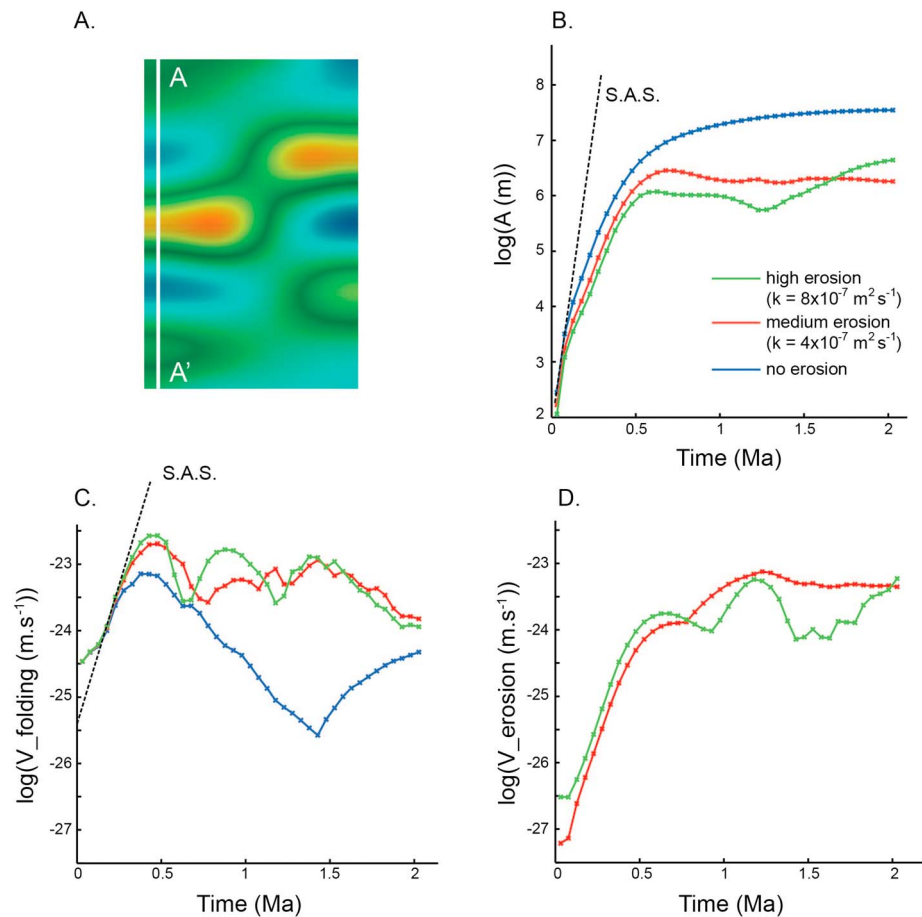 A.
A
A'
B.
S.A.S.
log(A (m))
8
7
6
5
4
3
2
0
0.5
1
1.5
2
Time (Ma)
high erosion
(k = 8x10⁻⁷ m² s⁻¹)
medium erosion
(k = 4x10⁻⁷ m² s⁻¹)
no erosion
C.
S.A.S.
log(V_folding (m.s⁻¹))
-23
-24
-25
-26
-27
0
0.5
1
1.5
2
Time (Ma)
D.
log(V_erosion (m.s⁻¹))
-23
-24
-25
-26
-27
0
0.5
1
1.5
2
Time (Ma)